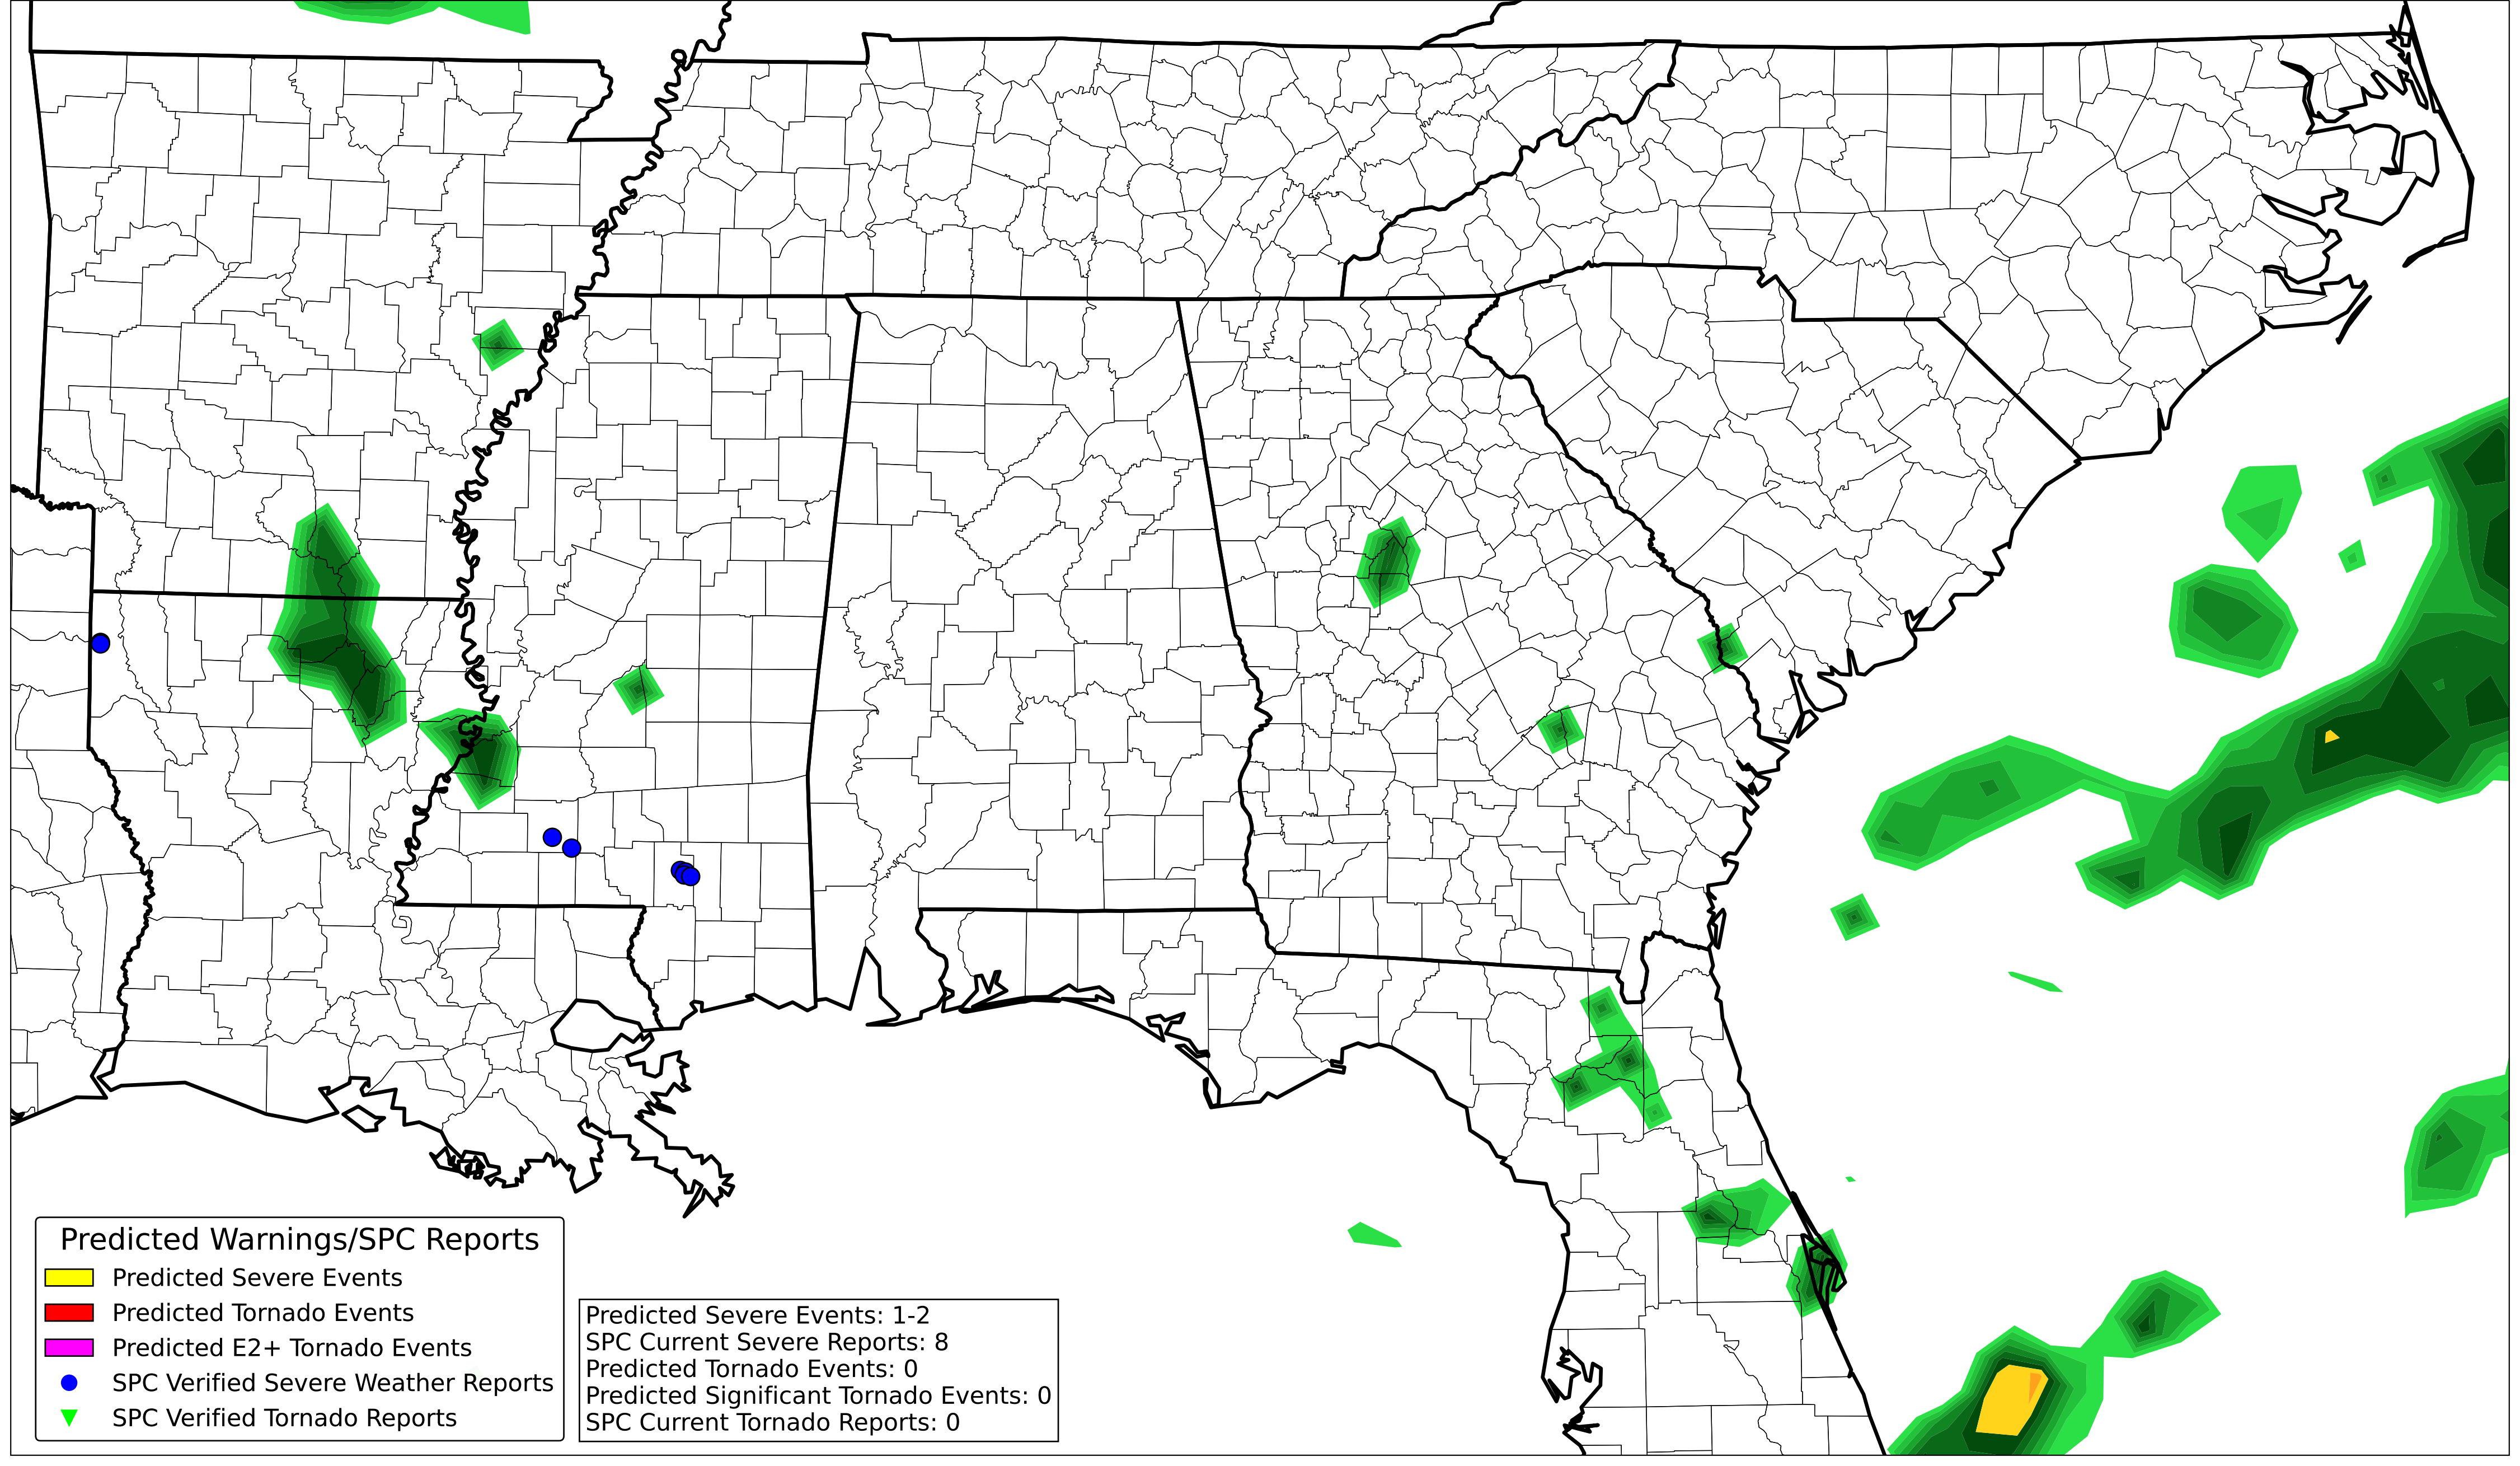 Predicted Warnings/SPC Reports
Predicted Severe Events
Predicted Tornado Events
Predicted E2+ Tornado Events
SPC Verified Severe Weather Reports
SPC Verified Tornado Reports
Predicted Severe Events: 1-2
SPC Current Severe Reports: 8
Predicted Tornado Events: 0
Predicted Significant Tornado Events: 0
SPC Current Tornado Reports: 0